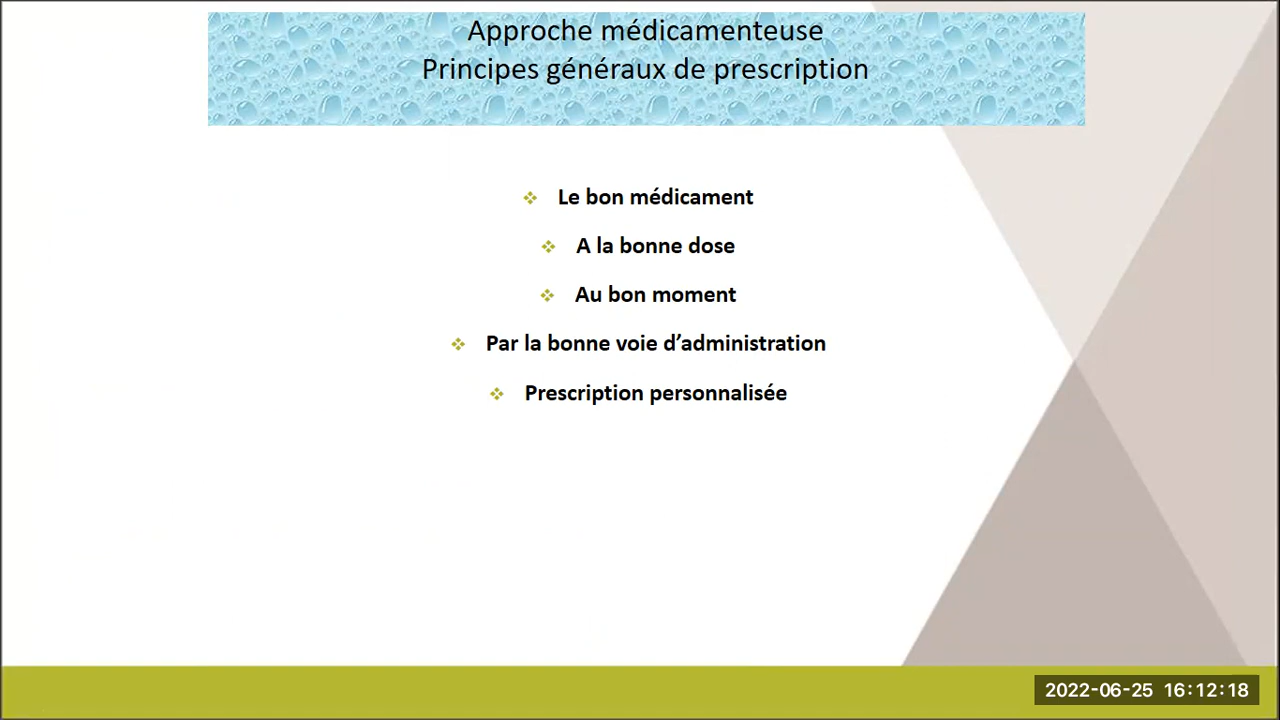 Approche médicamenteuse
Principes généraux de prescription
Le bon médicament
A la bonne dose
Au bon moment
Par la bonne voie d’administration
Prescription personnalisée
2022-06-25 16:12:18